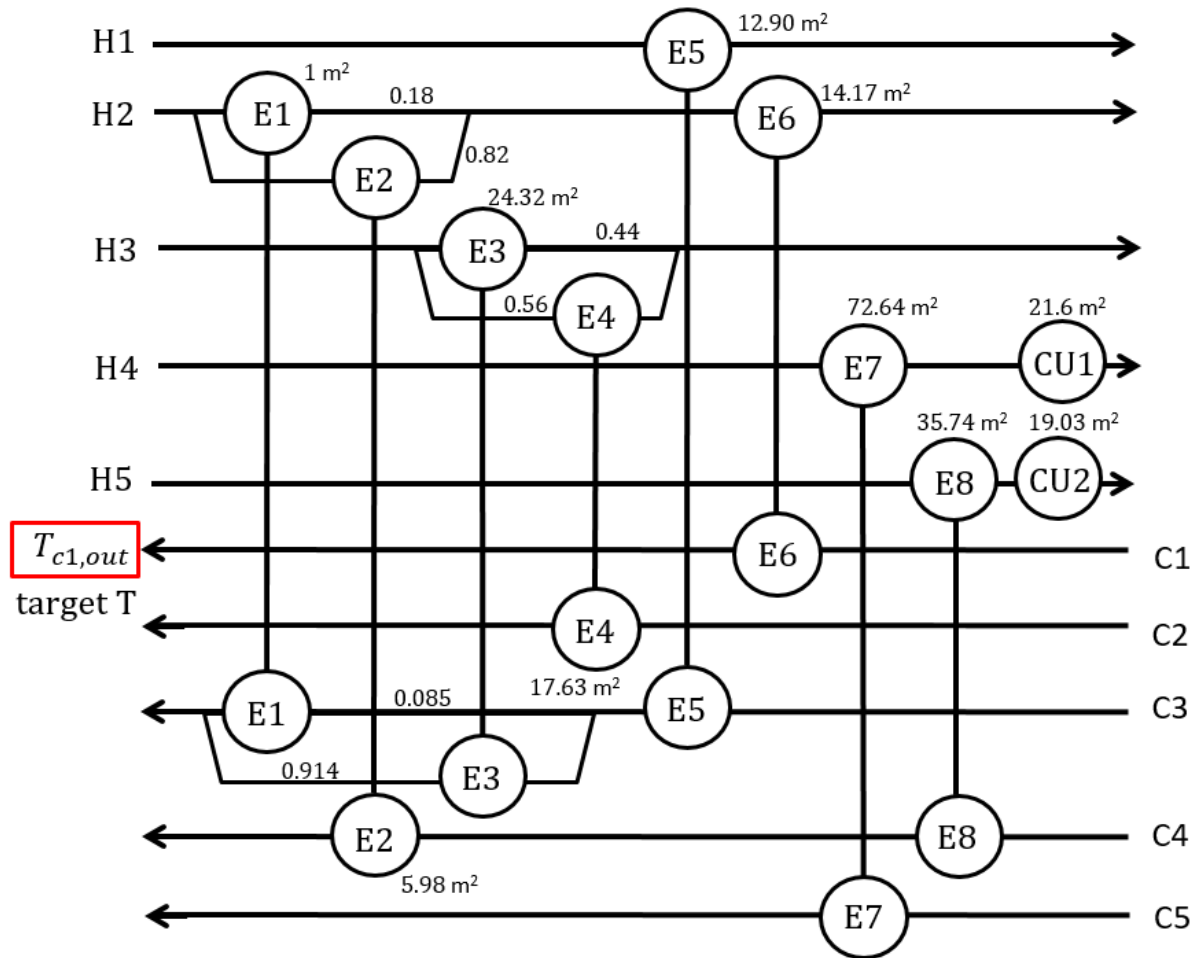 H1 E5 12.90 m²
H2 E1 1 m² 0.18 E6 14.17 m²
E2 0.82
H3 E3 24.32 m² 0.44
0.56 E4
H4 E7 72.64 m² CU1 21.6 m²
H5 E8 35.74 m² CU2 19.03 m²
T_{c1,out} E6 C1
target T
E4 C2
17.63 m²
E1 0.085 E5 C3
0.914 E3
E2 E8 C4
5.98 m²
E7 C5